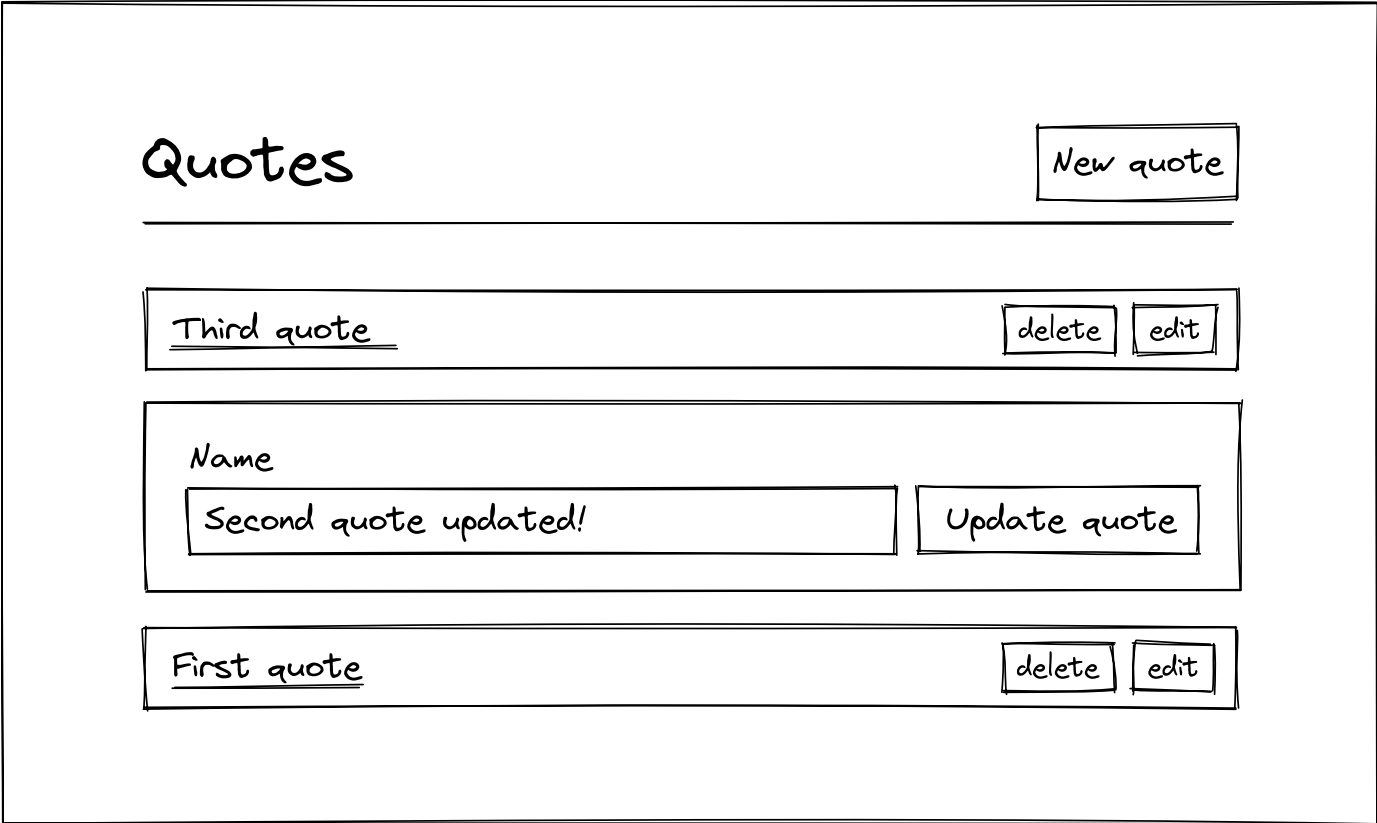 Quotes New quote
Third quote delete edit
Name
Second quote updated! Update quote
First quote delete edit